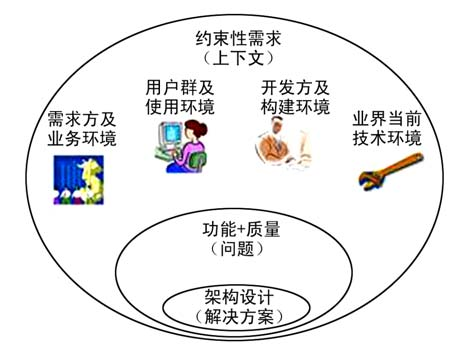 约束性需求
（上下文）
用户群及
使用环境
开发方及
构建环境
需求方及
业务环境
业界当前
技术环境
功能+质量
（问题）
架构设计
（解决方案）